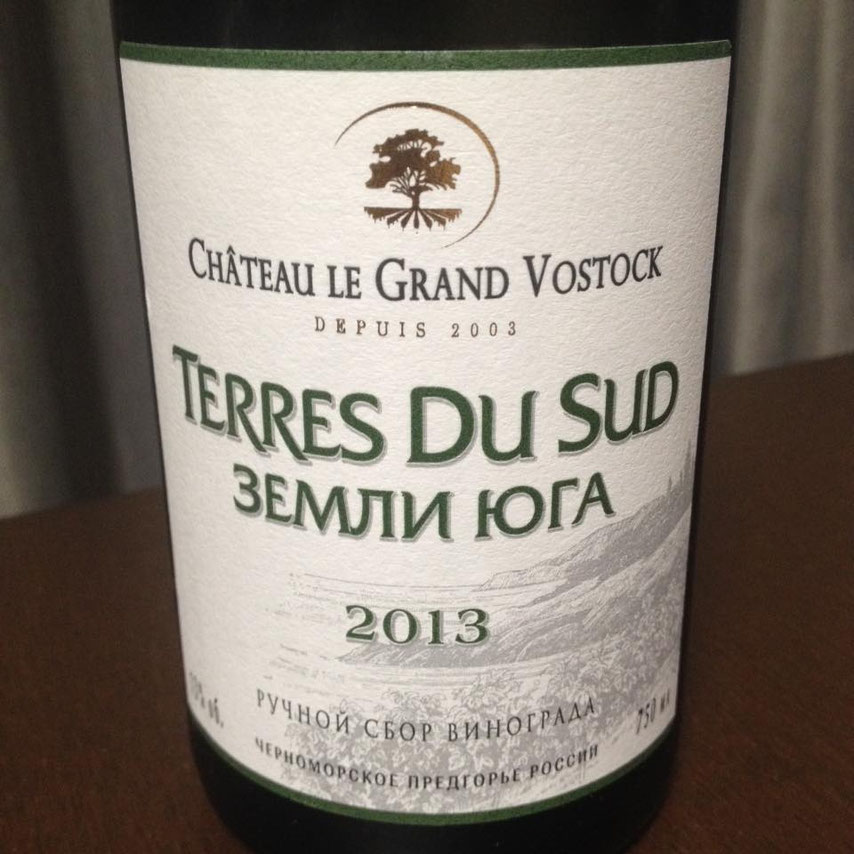 CHÂTEAU LE GRAND VOSTOCK
DEPUIS 2003
TERRES DU SUD
ЗЕМЛИ ЮГА
2013
РУЧНОЙ СБОР ВИНОГРАДА
об.
750 мл
ЧЕРНОМОРСКОЕ ПРЕДГОРЬЕ РОССИИ